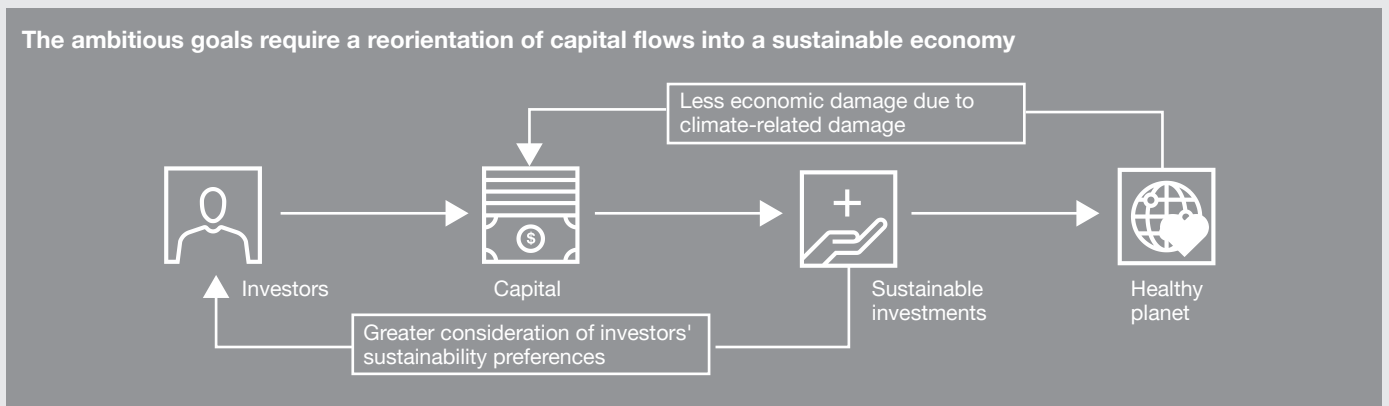 The ambitious goals require a reorientation of capital flows into a sustainable economy
Less economic damage due to
climate-related damage
$
Investors
Capital
Sustainable
investments
Healthy
planet
Greater consideration of investors'
sustainability preferences